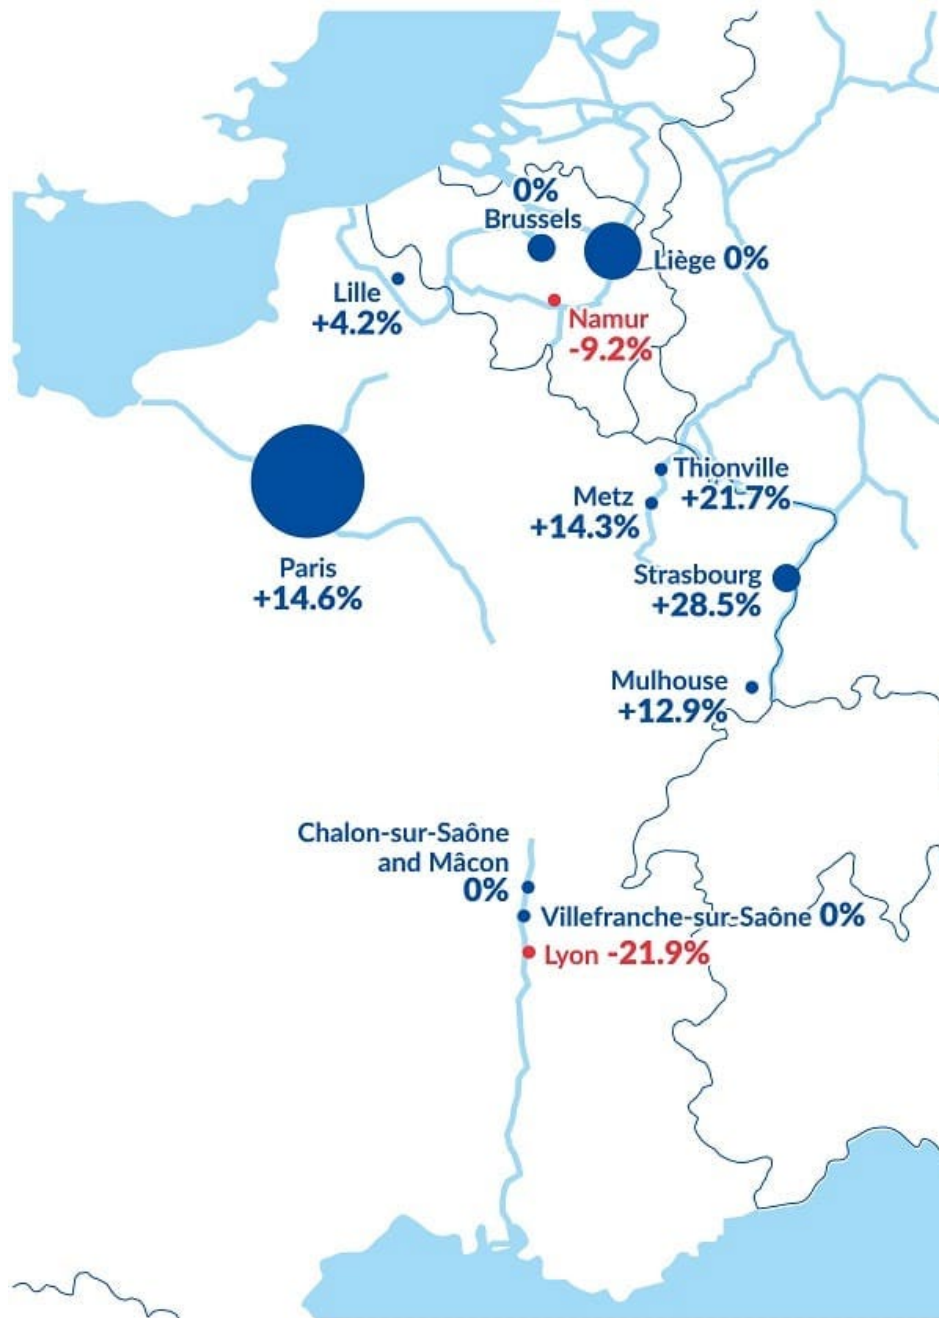 0%
Brussels
Liège 0%
Lille
+4.2%
Namur
-9.2%
Thionville
+21.7%
Metz
+14.3%
Paris
+14.6%
Strasbourg
+28.5%
Mulhouse
+12.9%
Chalon-sur-Saône
and Mâcon
0%
Villefranche-sur-Saône 0%
Lyon -21.9%